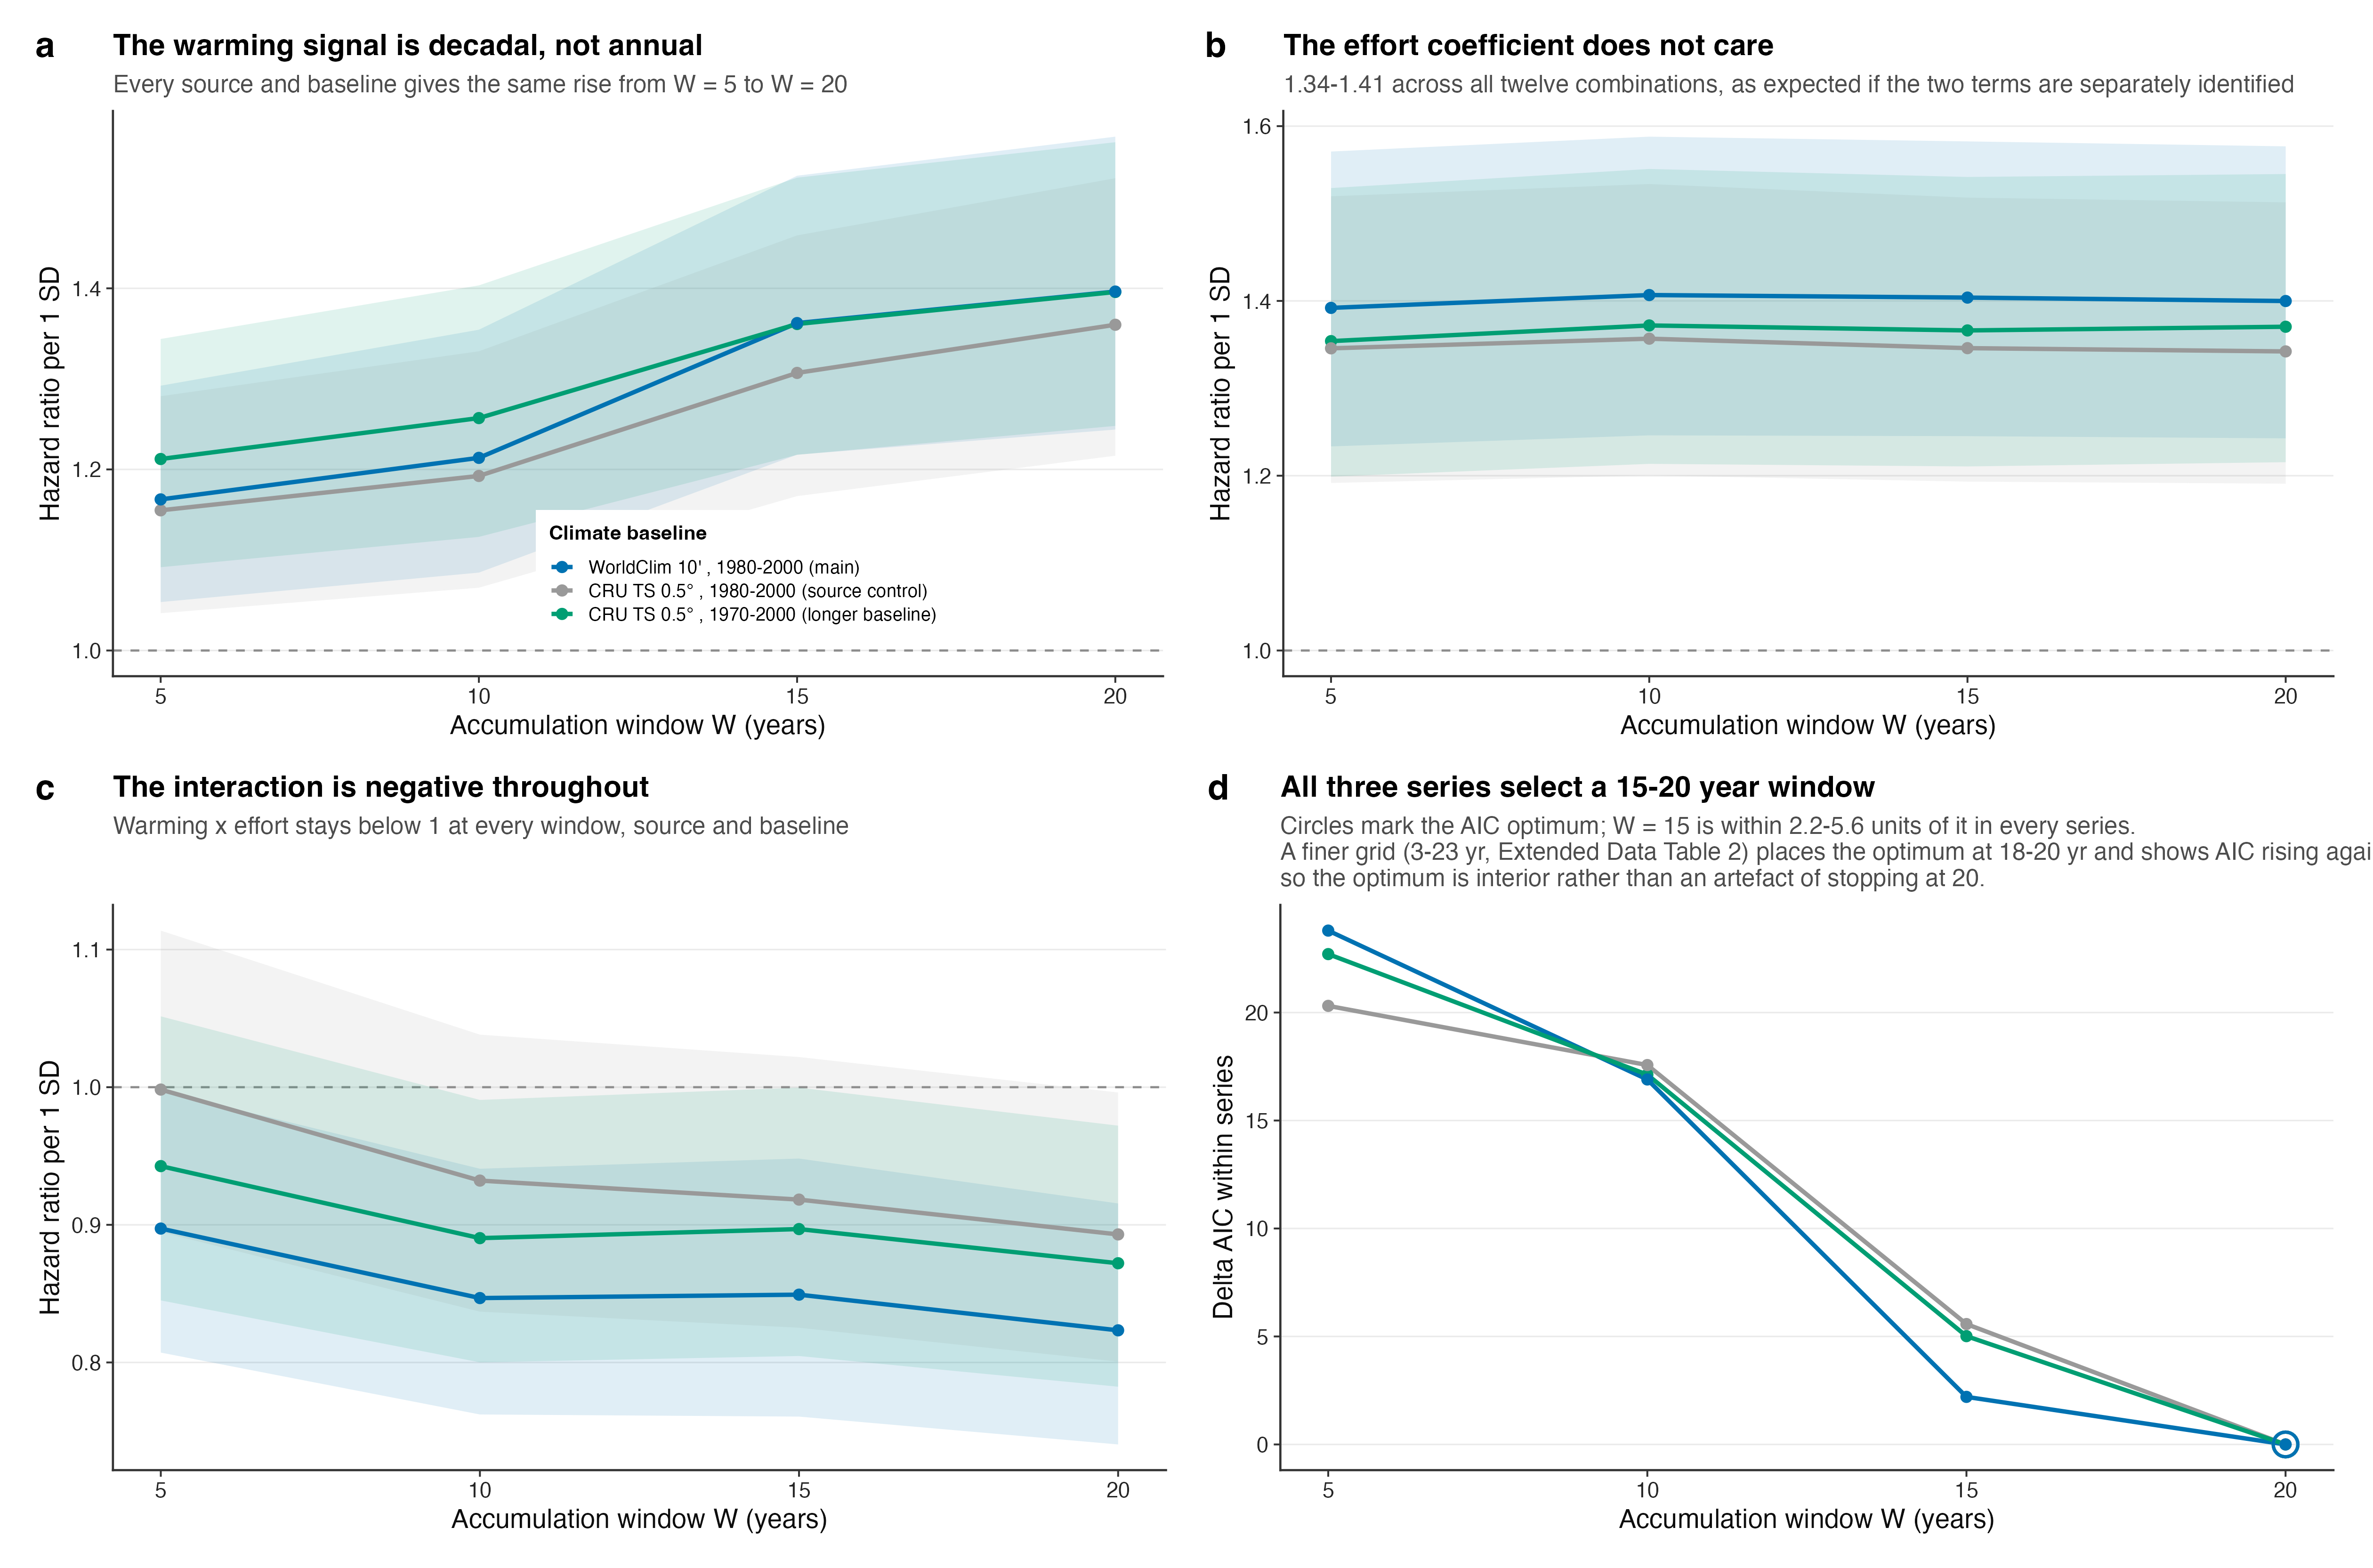 a
The warming signal is decadal, not annual
Every source and baseline gives the same rise from W = 5 to W = 20
Hazard ratio per 1 SD
1.4
1.2
1.0
Climate baseline
WorldClim 10' , 1980-2000 (main)
CRU TS 0.5° , 1980-2000 (source control)
CRU TS 0.5° , 1970-2000 (longer baseline)
5 10 15 20
Accumulation window W (years)
b
The effort coefficient does not care
1.34-1.41 across all twelve combinations, as expected if the two terms are separately identified
Hazard ratio per 1 SD
1.6
1.4
1.2
1.0
5 10 15 20
Accumulation window W (years)
c
The interaction is negative throughout
Warming x effort stays below 1 at every window, source and baseline
Hazard ratio per 1 SD
1.1
1.0
0.9
0.8
5 10 15 20
Accumulation window W (years)
d
All three series select a 15-20 year window
Circles mark the AIC optimum; W = 15 is within 2.2-5.6 units of it in every series.
A finer grid (3-23 yr, Extended Data Table 2) places the optimum at 18-20 yr and shows AIC rising agai
so the optimum is interior rather than an artefact of stopping at 20.
Delta AIC within series
20
15
10
5
0
5 10 15 20
Accumulation window W (years)